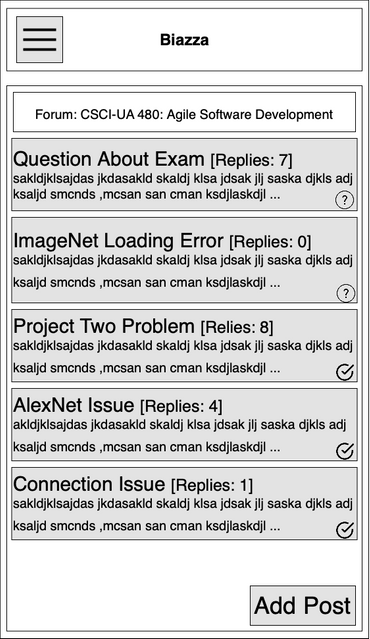 Biazza
Forum: CSCI-UA 480: Agile Software Development
Question About Exam [Replies: 7]
sakldjklsajdas jkdasakld skaldj klsa jdsak jlj saska djkls adj
ksaljd smcnds ,mcsan san cman ksdjlaskdjl ...
?
ImageNet Loading Error [Replies: 0]
sakldjklsajdas jkdasakld skaldj klsa jdsak jlj saska djkls adj
ksaljd smcnds ,mcsan san cman ksdjlaskdjl ...
?
Project Two Problem [Relies: 8]
sakldjklsajdas jkdasakld skaldj klsa jdsak jlj saska djkls adj
ksaljd smcnds ,mcsan san cman ksdjlaskdjl ...
AlexNet Issue [Replies: 4]
akldjklsajdas jkdasakld skaldj klsa jdsak jlj saska djkls adj
ksaljd smcnds ,mcsan san cman ksdjlaskdjl ...
Connection Issue [Replies: 1]
sakldjklsajdas jkdasakld skaldj klsa jdsak jlj saska djkls adj
ksaljd smcnds ,mcsan san cman ksdjlaskdjl ...
Add Post